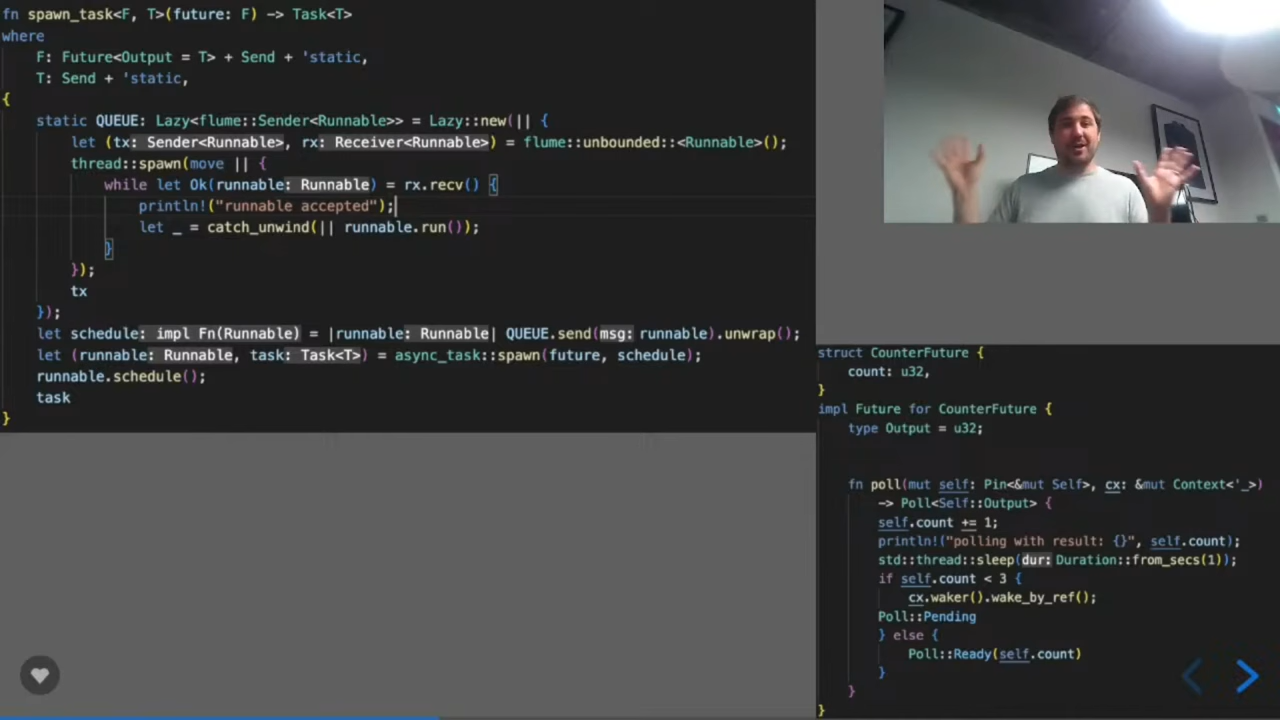 fn spawn_task<F, T>(future: F) -> Task<T>
where
    F: Future<Output = T> + Send + 'static,
    T: Send + 'static,
{
    static QUEUE: Lazy<flume::Sender<Runnable>> = Lazy::new(|| {
        let (tx: Sender<Runnable>, rx: Receiver<Runnable>) = flume::unbounded::<Runnable>();
        thread::spawn(move || {
            while let Ok(runnable: Runnable) = rx.recv() {
                println!("runnable accepted");
                let _ = catch_unwind(|| runnable.run());
            }
        });
        tx
    });
    let schedule: impl Fn(Runnable) = |runnable: Runnable| QUEUE.send(msg: runnable).unwrap();
    let (runnable: Runnable, task: Task<T>) = async_task::spawn(future, schedule);
    runnable.schedule();
    task
}
struct CounterFuture {
    count: u32,
}
impl Future for CounterFuture {
    type Output = u32;
    fn poll(mut self: Pin<&mut Self>, cx: &mut Context<'_>)
        -> Poll<Self::Output> {
        self.count += 1;
        println!("polling with result: {}", self.count);
        std::thread::sleep(dur: Duration::from_secs(1));
        if self.count < 3 {
            cx.waker().wake_by_ref();
        Poll::Pending
        } else {
            Poll::Ready(self.count)
        }
    }
}